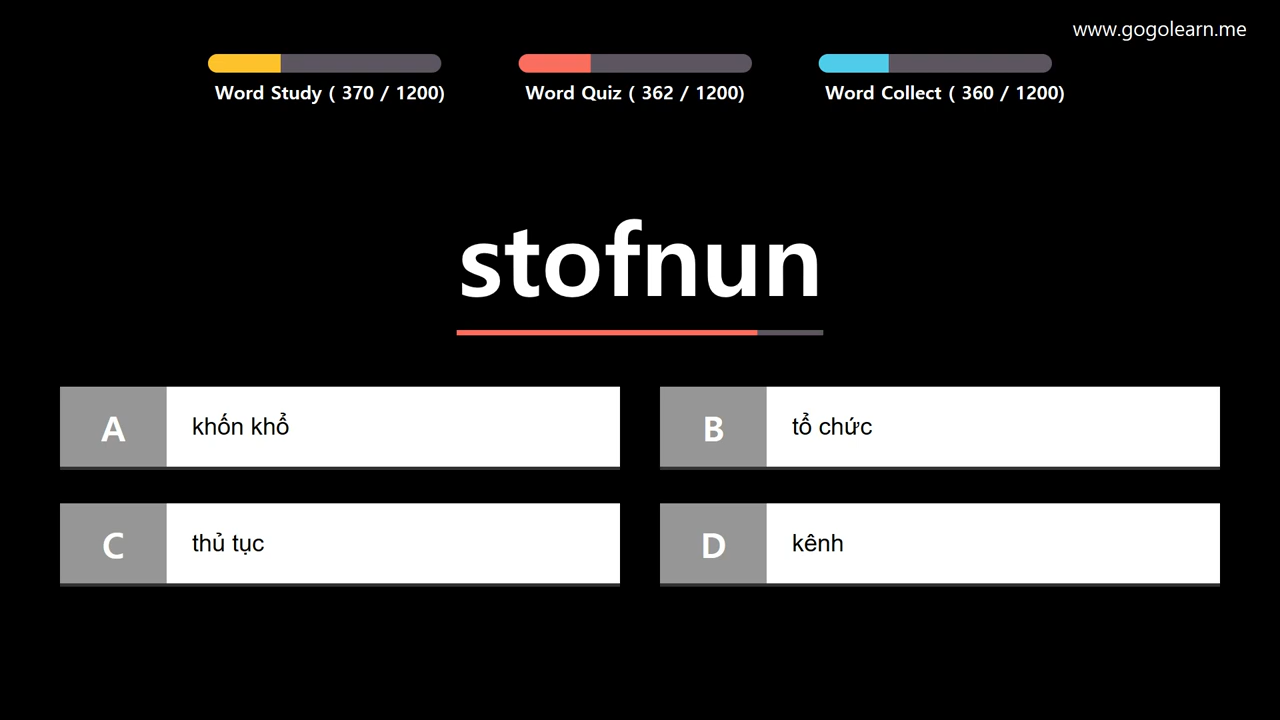 www.gogolearn.me
Word Study ( 370 / 1200)
Word Quiz ( 362 / 1200)
Word Collect ( 360 / 1200)
stofnun
A khốn khổ
B tổ chức
C thủ tục
D kênh